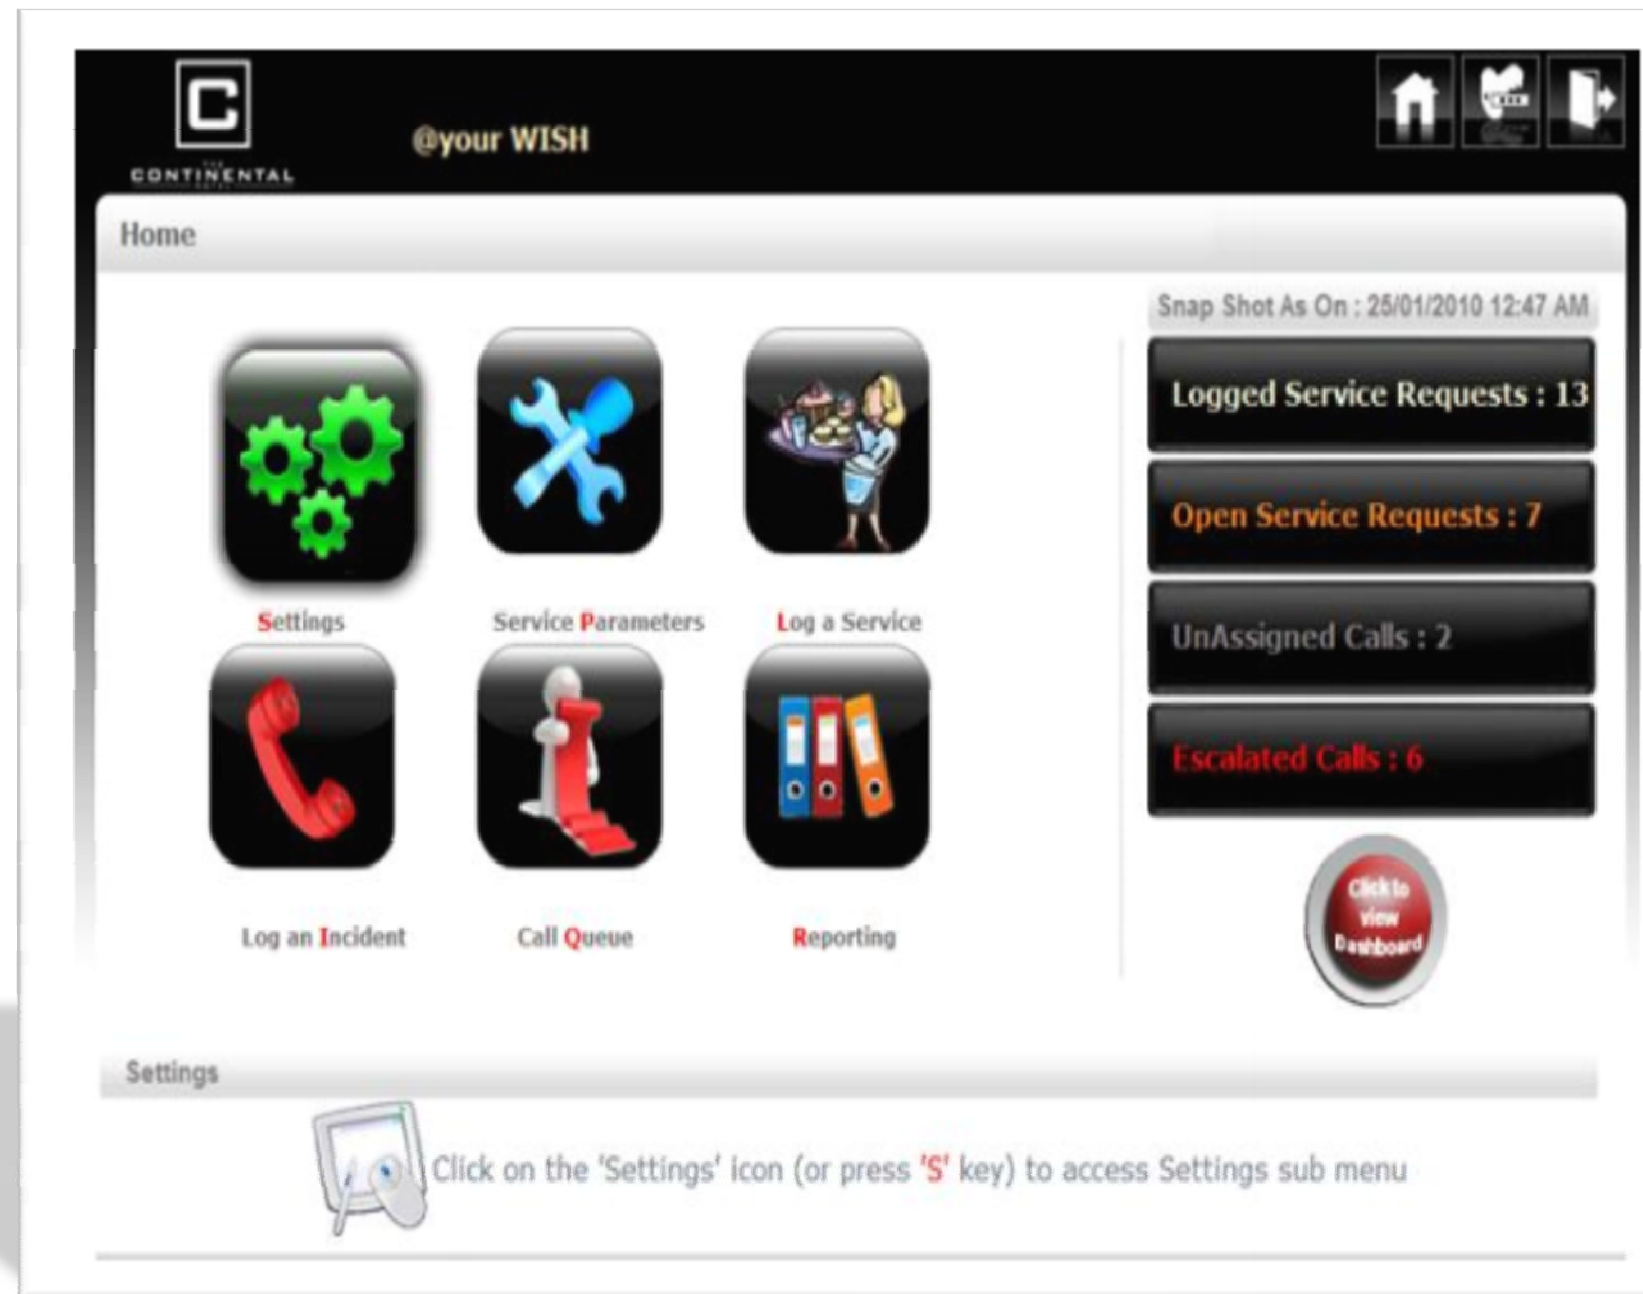 C
THE
CONTINENTAL
HOTEL
@your WISH
Home
Snap Shot As On : 25/01/2010 12:47 AM
Logged Service Requests : 13
Open Service Requests : 7
UnAssigned Calls : 2
Escalated Calls : 6
Settings
Service Parameters
Log a Service
Log an Incident
Call Queue
Reporting
Click to
view
Dashboard
Settings
Click on the 'Settings' icon (or press 'S' key) to access Settings sub menu